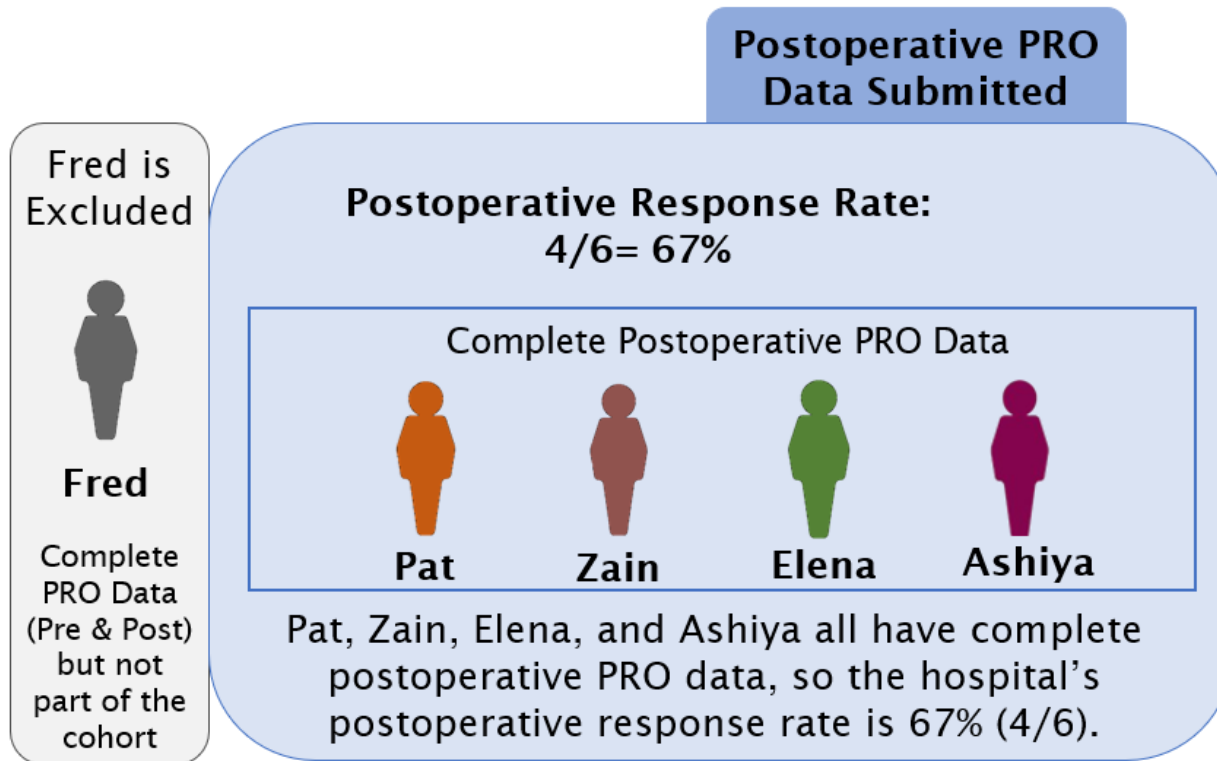 Postoperative PRO
Data Submitted
Fred is
Excluded
Fred
Complete
PRO Data
(Pre & Post)
but not
part of the
cohort
Postoperative Response Rate:
4/6= 67%
Complete Postoperative PRO Data
Pat
Zain
Elena
Ashiya
Pat, Zain, Elena, and Ashiya all have complete
postoperative PRO data, so the hospital’s
postoperative response rate is 67% (4/6).